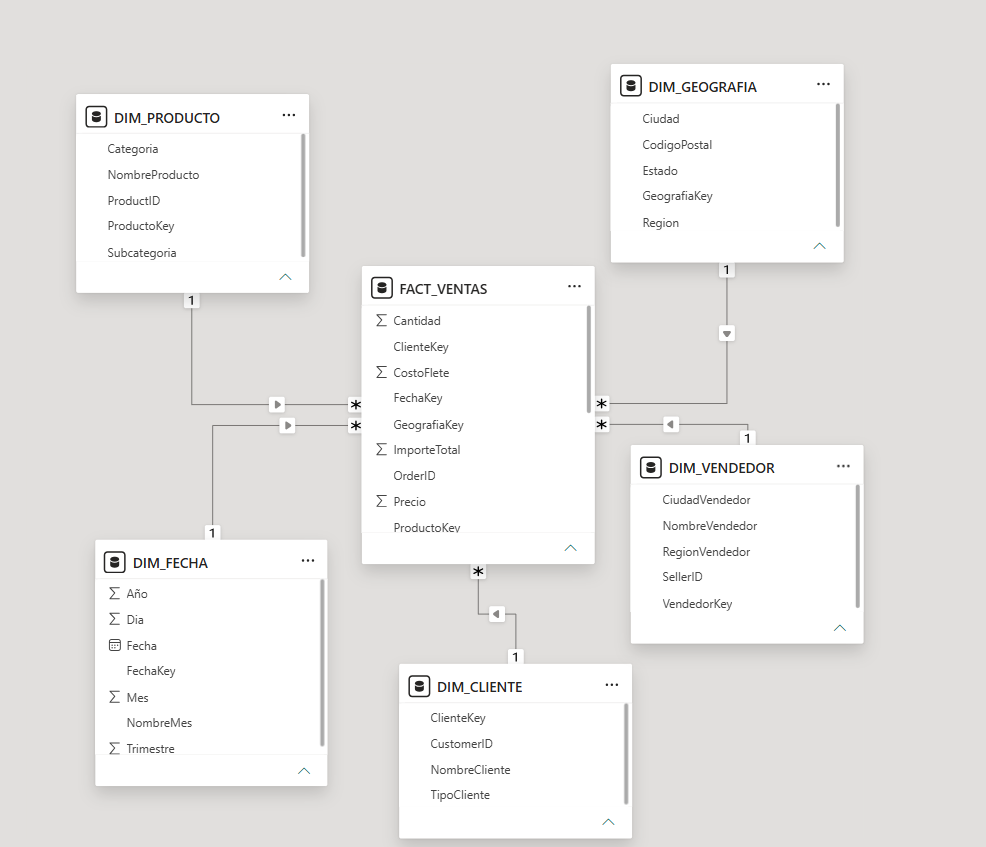 DIM_PRODUCTO
Categoria
NombreProducto
ProductID
ProductoKey
Subcategoria
1
DIM_GEOGRAFIA
Ciudad
CodigoPostal
Estado
GeografiaKey
Region
1
FACT_VENTAS
Σ Cantidad
ClienteKey
Σ CostoFlete
FechaKey
GeografiaKey
Σ ImporteTotal
OrderID
Σ Precio
ProductoKey
*
*
*
*
*
DIM_VENDEDOR
CiudadVendedor
NombreVendedor
RegionVendedor
SellerID
VendedorKey
1
DIM_FECHA
Σ Año
Σ Dia
Fecha
FechaKey
Σ Mes
NombreMes
Σ Trimestre
1
DIM_CLIENTE
ClienteKey
CustomerID
NombreCliente
TipoCliente
1